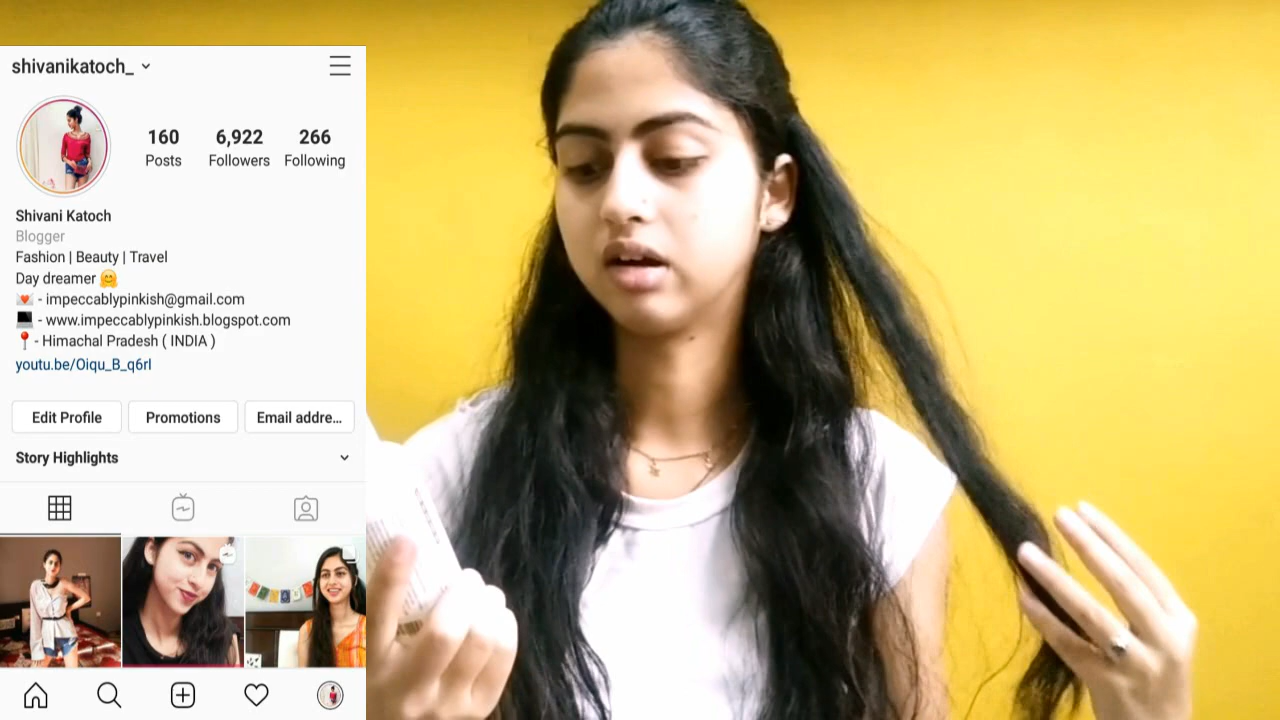 shivanikatoch_
160 6,922 266
Posts Followers Following
Shivani Katoch
Blogger
Fashion | Beauty | Travel
Day dreamer 🤗
💌 - impeccablypinkish@gmail.com
💻 - www.impeccablypinkish.blogspot.com
📍- Himachal Pradesh ( INDIA )
youtu.be/Oiqu_B_q6rI
Edit Profile Promotions Email addre...
Story Highlights